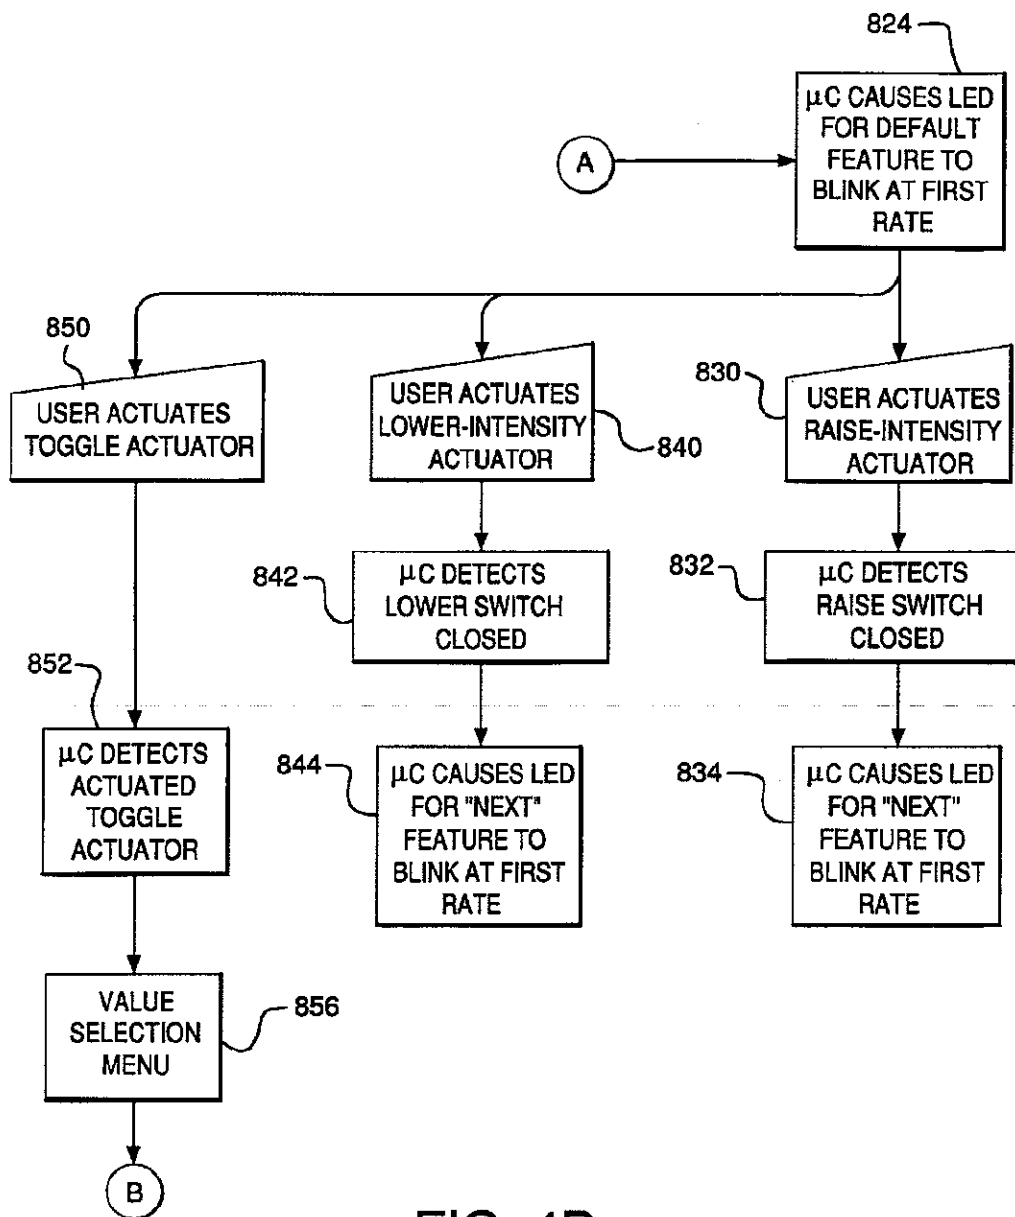 824
μC CAUSES LED
FOR DEFAULT
FEATURE TO
BLINK AT FIRST
RATE
A
850
USER ACTUATES
TOGGLE ACTUATOR
USER ACTUATES
LOWER-INTENSITY
ACTUATOR
840
830
USER ACTUATES
RAISE-INTENSITY
ACTUATOR
842
μC DETECTS
LOWER SWITCH
CLOSED
832
μC DETECTS
RAISE SWITCH
CLOSED
852
μC DETECTS
ACTUATED
TOGGLE
ACTUATOR
844
μC CAUSES LED
FOR "NEXT"
FEATURE TO
BLINK AT FIRST
RATE
834
μC CAUSES LED
FOR "NEXT"
FEATURE TO
BLINK AT FIRST
RATE
VALUE
SELECTION
MENU
856
B